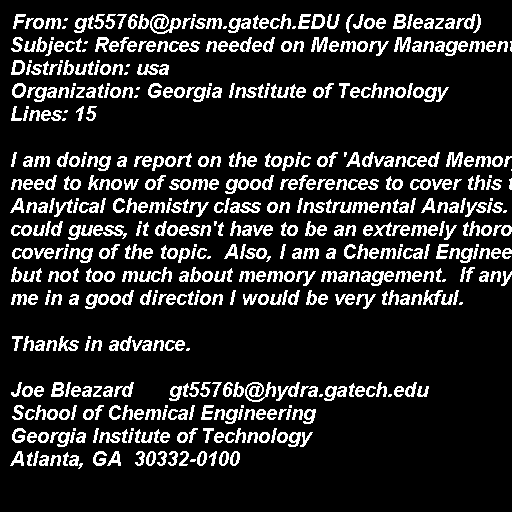 From: gt5576b@prism.gatech.EDU (Joe Bleazard)
Subject: References needed on Memory Management
Distribution: usa
Organization: Georgia Institute of Technology
Lines: 15

I am doing a report on the topic of 'Advanced Memory
need to know of some good references to cover this
Analytical Chemistry class on Instrumental Analysis.
could guess, it doesn't have to be an extremely thoro
covering of the topic.  Also, I am a Chemical Enginee
but not too much about memory management.  If any
me in a good direction I would be very thankful.

Thanks in advance.

Joe Bleazard      gt5576b@hydra.gatech.edu
School of Chemical Engineering
Georgia Institute of Technology
Atlanta, GA  30332-0100